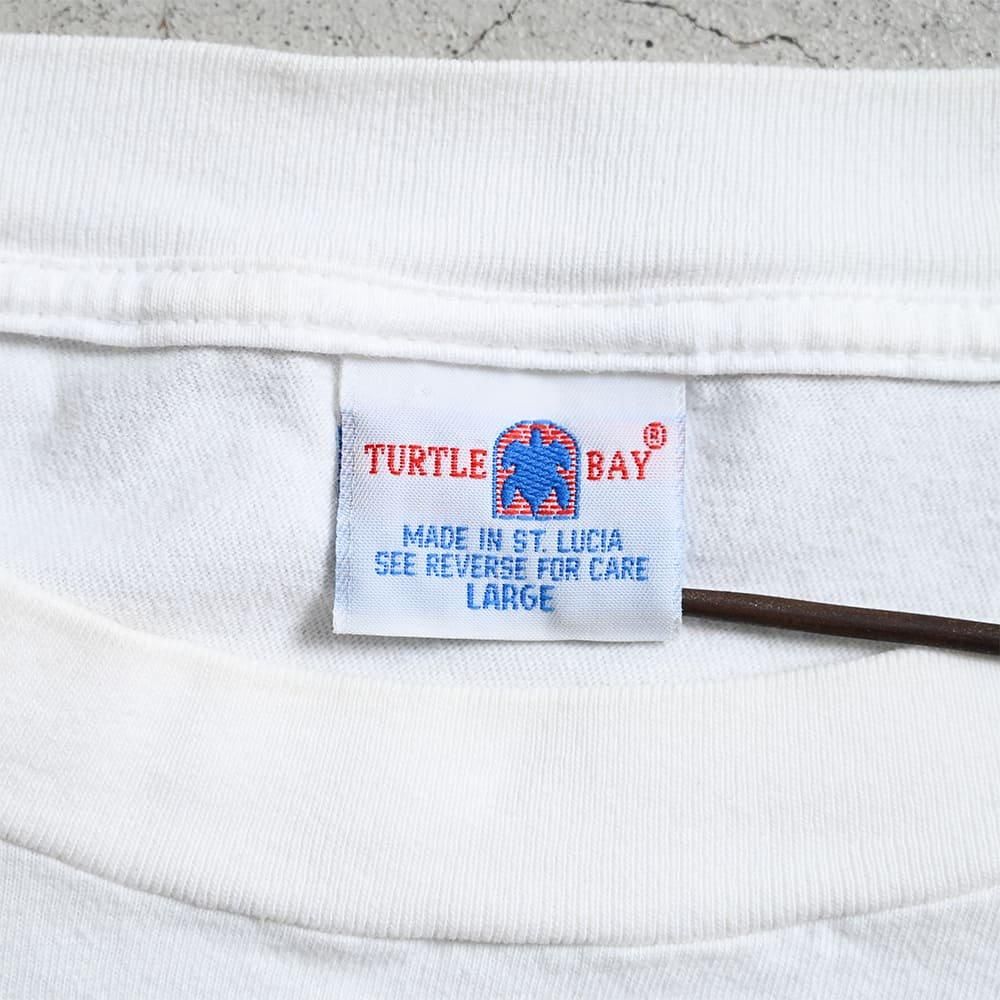 TURTLE BAY®
MADE IN ST. LUCIA
SEE REVERSE FOR CARE
LARGE